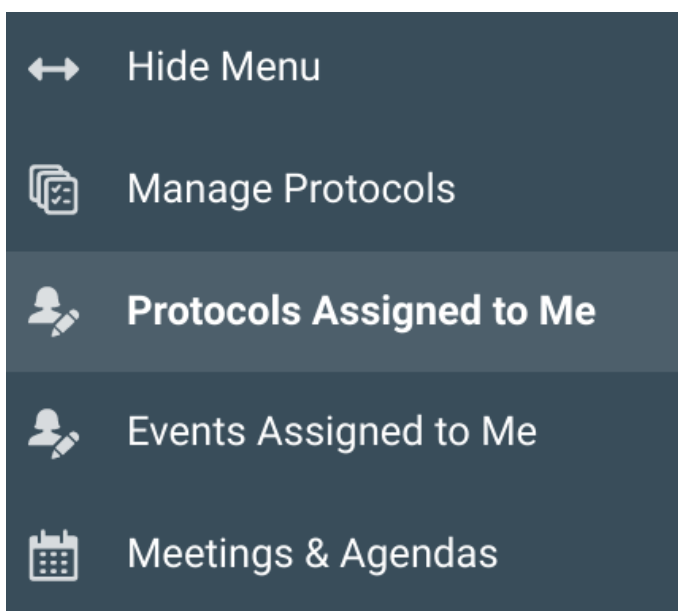 Hide Menu
Manage Protocols
Protocols Assigned to Me
Events Assigned to Me
Meetings & Agendas